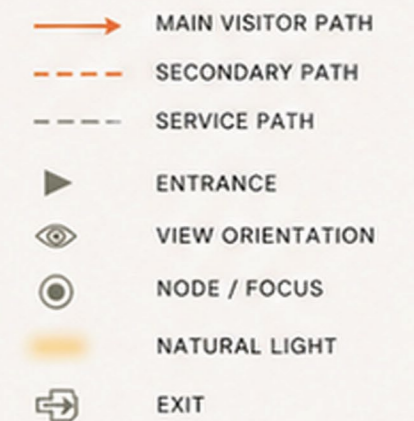 MAIN VISITOR PATH
SECONDARY PATH
SERVICE PATH
ENTRANCE
VIEW ORIENTATION
NODE / FOCUS
NATURAL LIGHT
EXIT